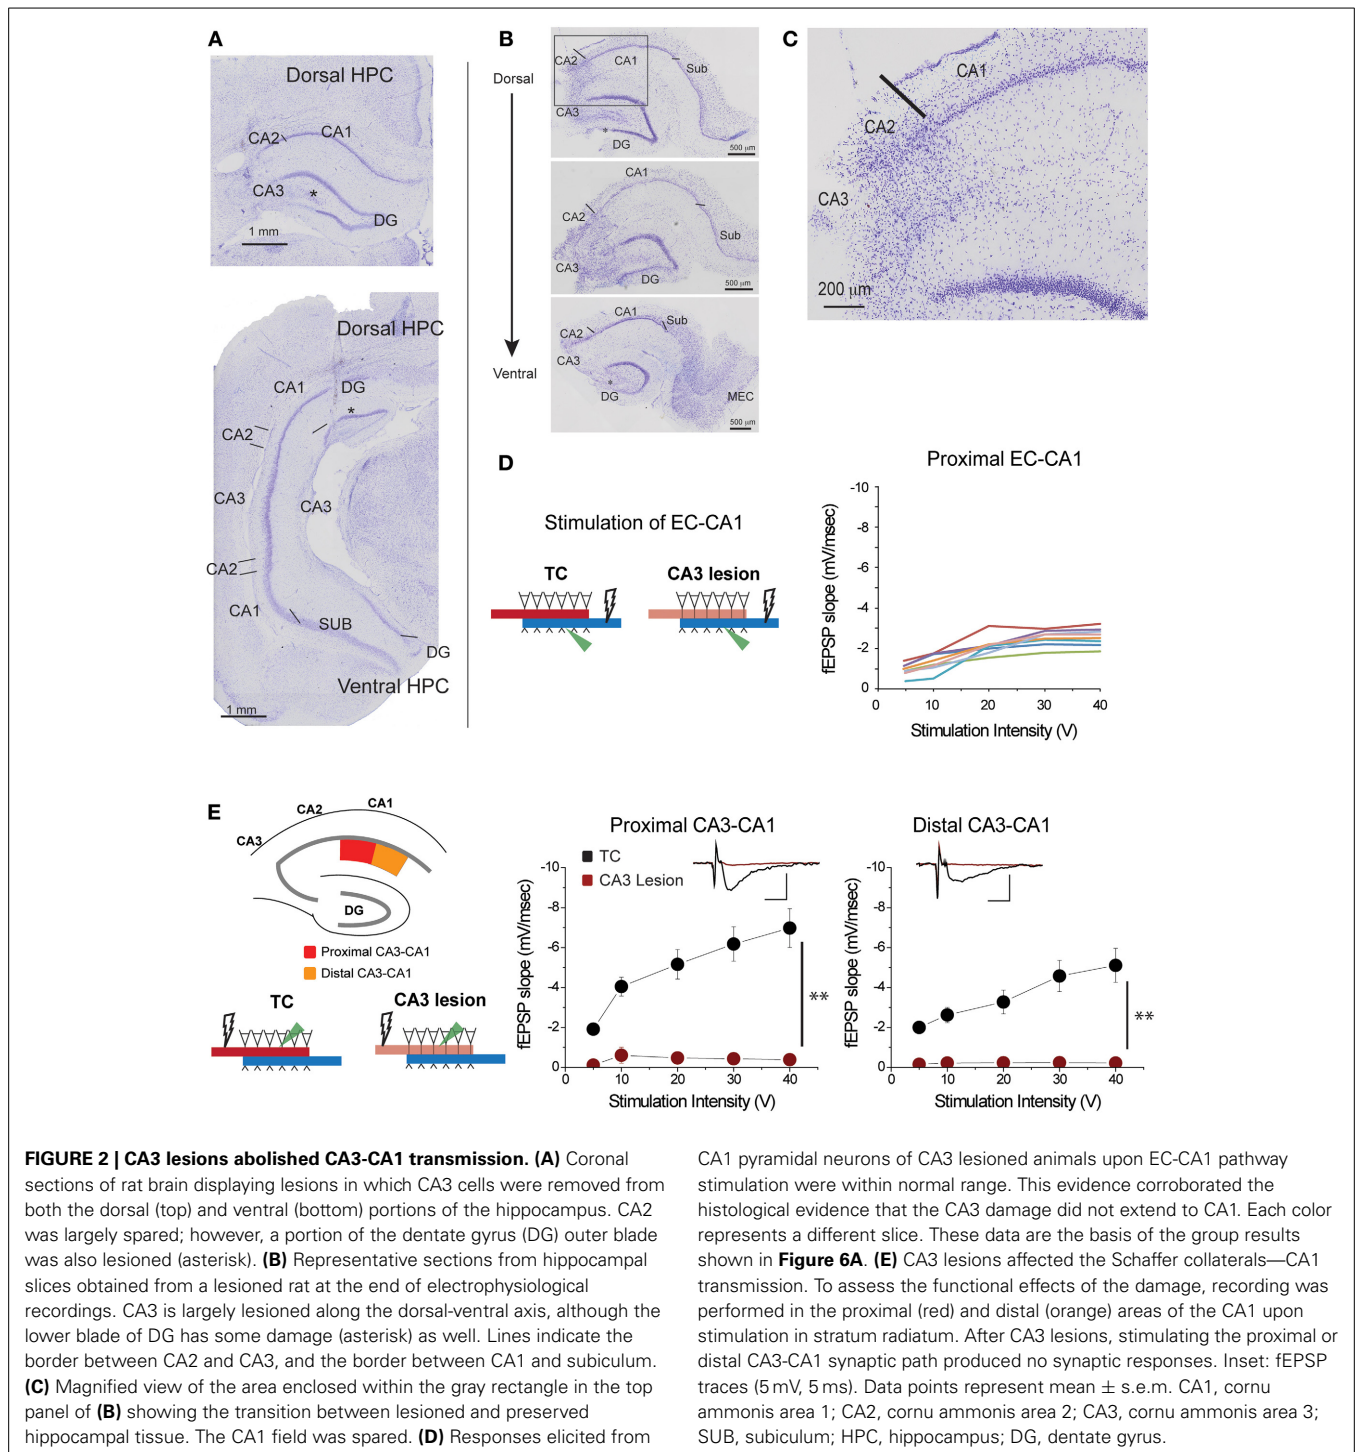 A
Dorsal HPC
CA2
CA1
CA3
*
DG
1 mm
Dorsal HPC
CA1
DG
*
CA2
CA3
CA3
CA2
CA1
SUB
DG
Ventral HPC
1 mm
B
Dorsal
Ventral
CA2
CA1
Sub
CA3
*
DG
500 µm
CA1
CA2
*
Sub
CA3
DG
500 µm
CA1
Sub
CA2
CA3
*
DG
MEC
500 µm
C
CA1
CA2
CA3
200 µm
D
Stimulation of EC-CA1
TC
CA3 lesion
Proximal EC-CA1
fEPSP slope (mV/msec)
-10
-8
-6
-4
-2
0
0 10 20 30 40
Stimulation Intensity (V)
E
CA1
CA2
CA3
DG
Proximal CA3-CA1
Distal CA3-CA1
TC
CA3 lesion
Proximal CA3-CA1
TC
CA3 Lesion
fEPSP slope (mV/msec)
-10
-8
-6
-4
-2
0
**
0 10 20 30 40
Stimulation Intensity (V)
Distal CA3-CA1
fEPSP slope (mV/msec)
-10
-8
-6
-4
-2
0
**
0 10 20 30 40
Stimulation Intensity (V)
FIGURE 2 | CA3 lesions abolished CA3-CA1 transmission. (A) Coronal
sections of rat brain displaying lesions in which CA3 cells were removed from
both the dorsal (top) and ventral (bottom) portions of the hippocampus. CA2
was largely spared; however, a portion of the dentate gyrus (DG) outer blade
was also lesioned (asterisk). (B) Representative sections from hippocampal
slices obtained from a lesioned rat at the end of electrophysiological
recordings. CA3 is largely lesioned along the dorsal-ventral axis, although the
lower blade of DG has some damage (asterisk) as well. Lines indicate the
border between CA2 and CA3, and the border between CA1 and subiculum.
(C) Magnified view of the area enclosed within the gray rectangle in the top
panel of (B) showing the transition between lesioned and preserved
hippocampal tissue. The CA1 field was spared. (D) Responses elicited from
CA1 pyramidal neurons of CA3 lesioned animals upon EC-CA1 pathway
stimulation were within normal range. This evidence corroborated the
histological evidence that the CA3 damage did not extend to CA1. Each color
represents a different slice. These data are the basis of the group results
shown in Figure 6A. (E) CA3 lesions affected the Schaffer collaterals—CA1
transmission. To assess the functional effects of the damage, recording was
performed in the proximal (red) and distal (orange) areas of the CA1 upon
stimulation in stratum radiatum. After CA3 lesions, stimulating the proximal or
distal CA3-CA1 synaptic path produced no synaptic responses. Inset: fEPSP
traces (5 mV, 5 ms). Data points represent mean ± s.e.m. CA1, cornu
ammonis area 1; CA2, cornu ammonis area 2; CA3, cornu ammonis area 3;
SUB, subiculum; HPC, hippocampus; DG, dentate gyrus.